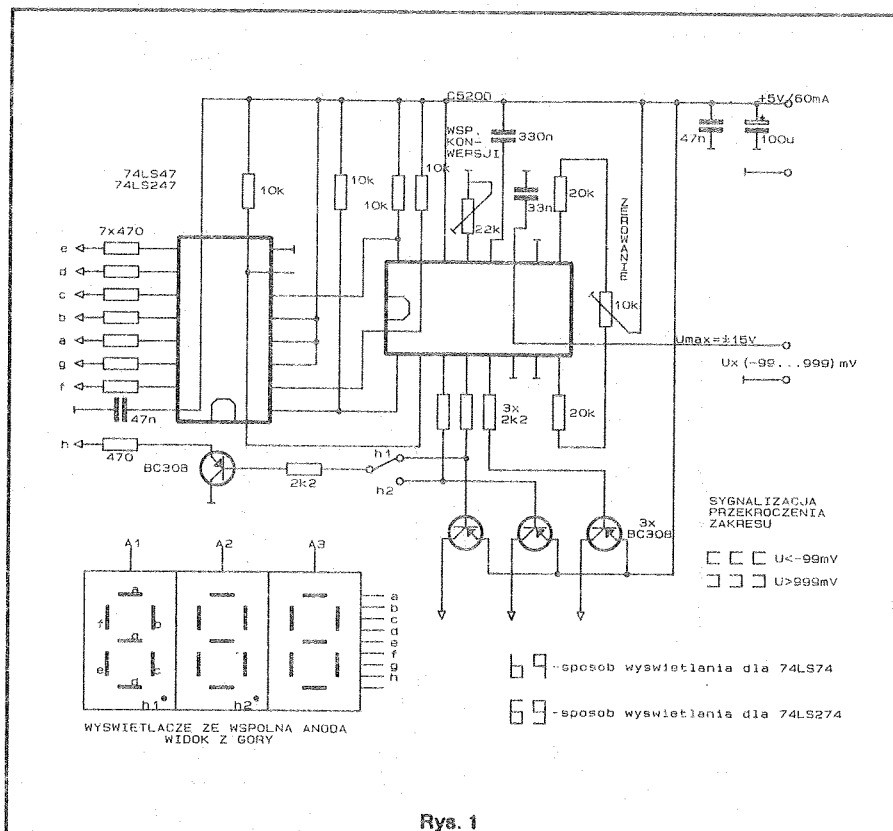 C520D
+5V/60mA
WSP.
KON-
WERSJI
330n
47n
100u
74LS47
74LS247
10k
10k
10k
10k
22k
33n
20k
ZEROWANIE
7x470
e
d
c
b
a
g
f
10k
Umax=±15V
Ux(-99...999)mV
47n
3x
2k2
20k
h
470
BC308
2k2
h1
h2
3x
BC308
SYGNALIZACJA
PRZEKROCZENIA
ZAKRESU
U<-99mV
U>999mV
A1
A2
A3
a
f
b
g
e
c
d
h1
h2
a
b
c
d
e
f
g
h
69 -sposob wyswietlania dla 74LS74
69 -sposob wyswietlania dla 74LS274
WYSWIETLACZE ZE WSPOLNA ANODA
WIDOK Z GORY
Rys. 1